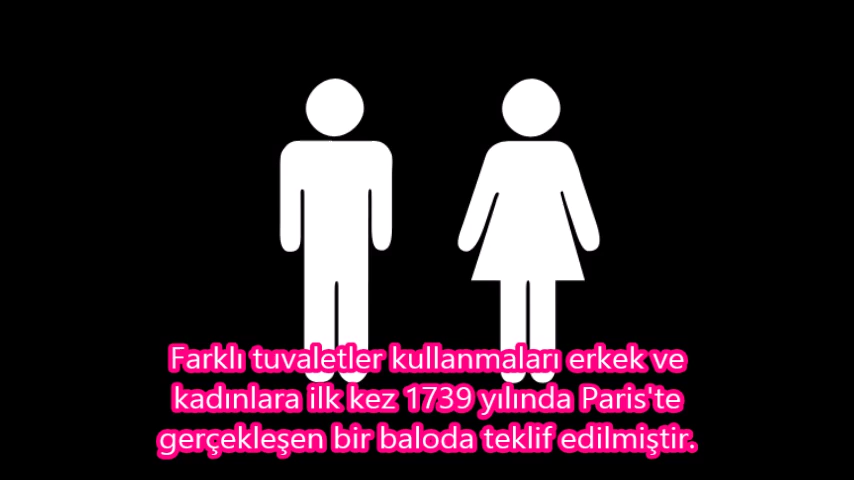 Farklı tuvaletler kullanmaları erkek ve
kadınlara ilk kez 1739 yılında Paris'te
gerçekleşen bir baloda teklif edilmiştir.